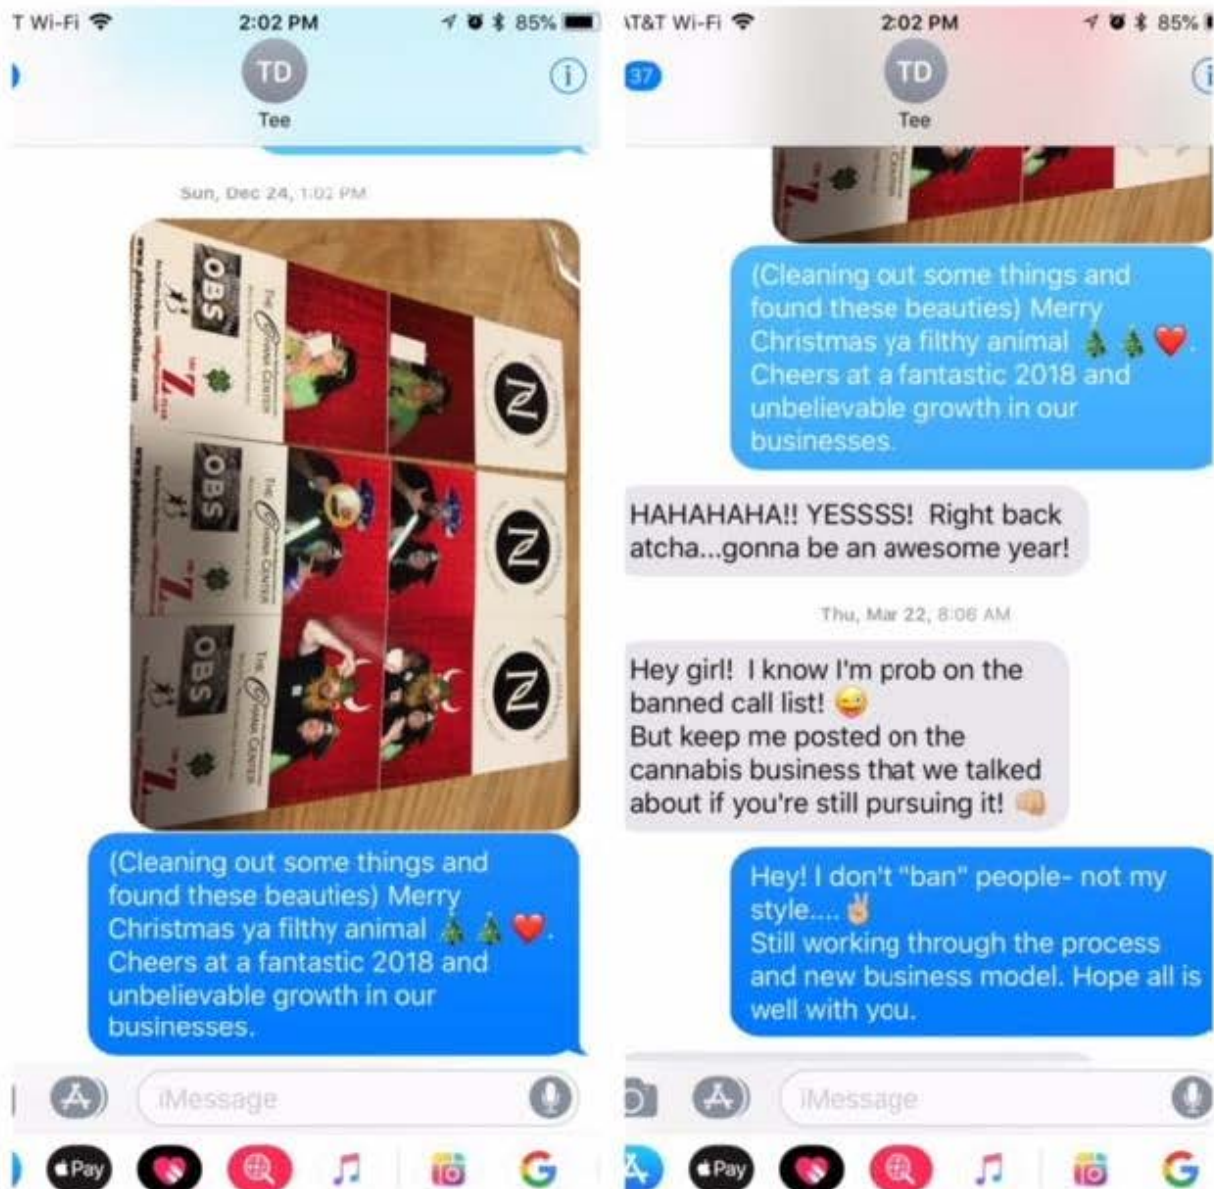 T Wi-Fi
2:02 PM
85%
TD
Tee
Sun, Dec 24, 1:02 PM
OBS
THE
CENTER
N
OBS
THE
CENTER
N
OBS
THE
CENTER
N
(Cleaning out some things and
found these beauties) Merry
Christmas ya filthy animal 🎄 🎄 ❤️.
Cheers at a fantastic 2018 and
unbelievable growth in our
businesses.
iMessage
Pay
G
AT&T Wi-Fi
2:02 PM
85%
37
TD
Tee
(Cleaning out some things and
found these beauties) Merry
Christmas ya filthy animal 🎄 🎄 ❤️.
Cheers at a fantastic 2018 and
unbelievable growth in our
businesses.
HAHAHAHA!! YESSSS! Right back
atcha...gonna be an awesome year!
Thu, Mar 22, 8:06 AM
Hey girl! I know I'm prob on the
banned call list! 😜
But keep me posted on the
cannabis business that we talked
about if you're still pursuing it! 👊🏼
Hey! I don't "ban" people- not my
style.... ✌🏼
Still working through the process
and new business model. Hope all is
well with you.
iMessage
Pay
G